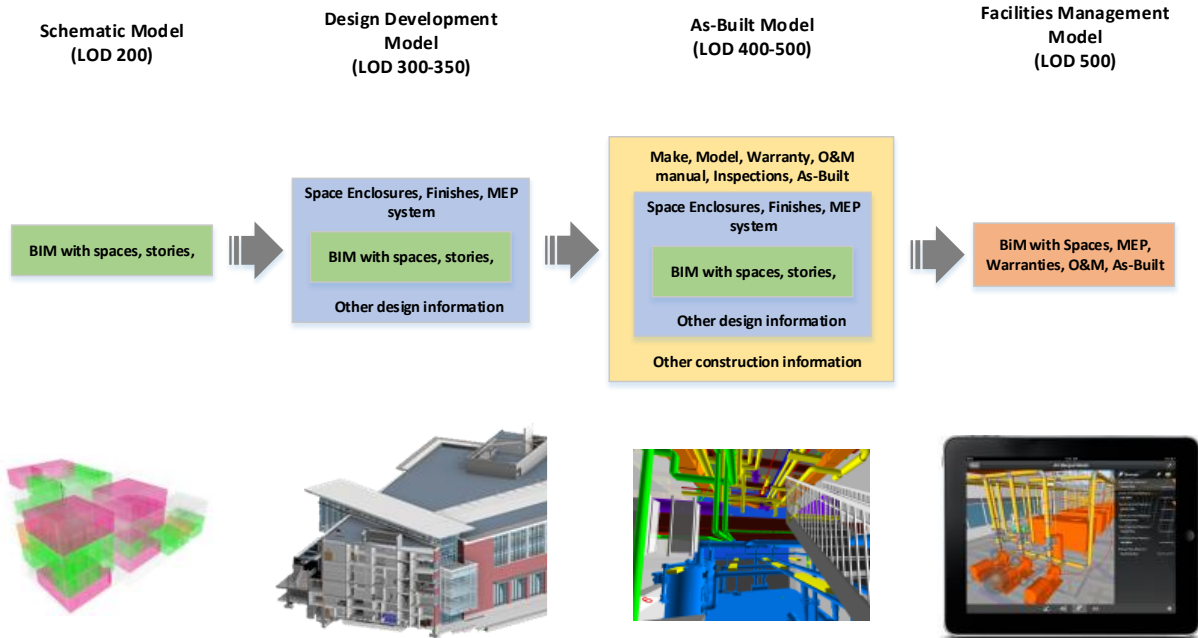 Schematic Model
(LOD 200)
Design Development
Model
(LOD 300-350)
As-Built Model
(LOD 400-500)
Facilities Management
Model
(LOD 500)
BIM with spaces, stories,
Space Enclosures, Finishes, MEP
system
BIM with spaces, stories,
Other design information
Make, Model, Warranty, O&M
manual, Inspections, As-Built
Space Enclosures, Finishes, MEP
system
BIM with spaces, stories,
Other design information
Other construction information
BiM with Spaces, MEP,
Warranties, O&M, As-Built